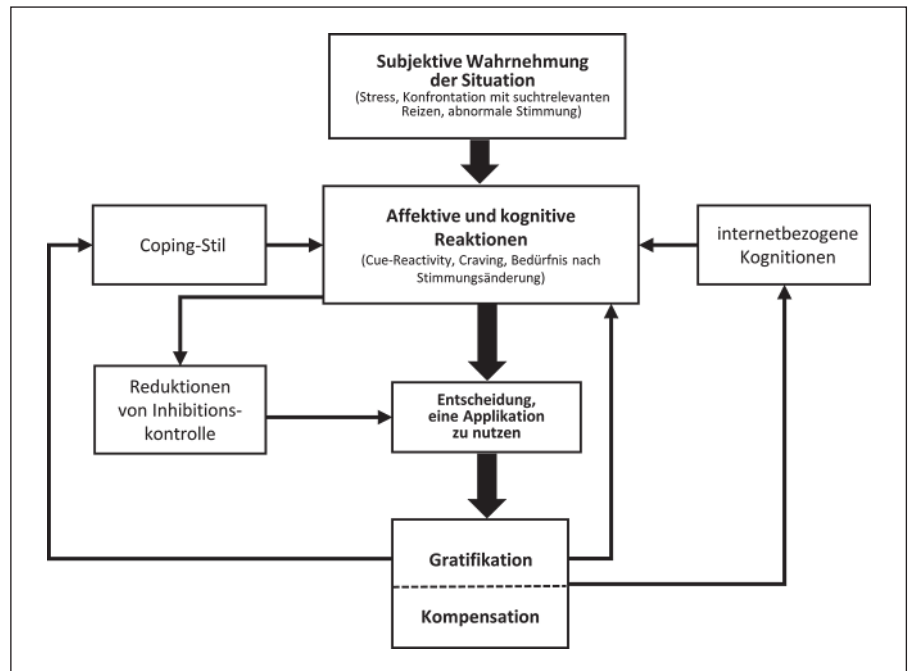 Subjektive Wahrnehmung
der Situation
(Stress, Konfrontation mit suchtrelevanten
Reizen, abnormale Stimmung)
Coping-Stil
Affektive und kognitive
Reaktionen
(Cue-Reactivity, Craving, Bedürfnis nach
Stimmungsänderung)
internetbezogene
Kognitionen
Reduktionen
von Inhibitions-
kontrolle
Entscheidung,
eine Applikation
zu nutzen
Gratifikation
Kompensation